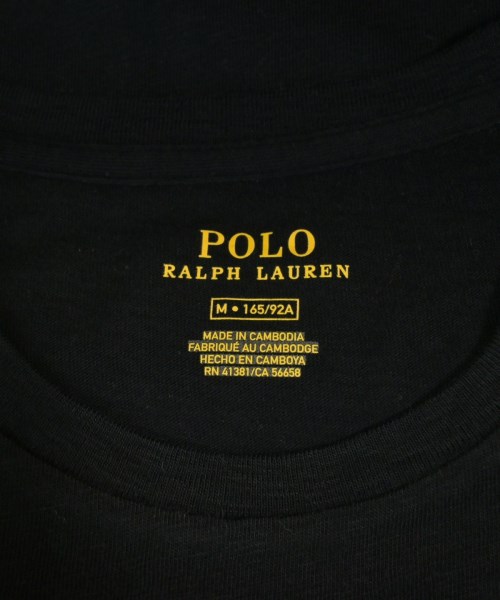 POLO
RALPH LAUREN
M • 165/92A
MADE IN CAMBODIA
FABRIQUÉ AU CAMBODGE
HECHO EN CAMBOYA
RN 41381/CA 56658